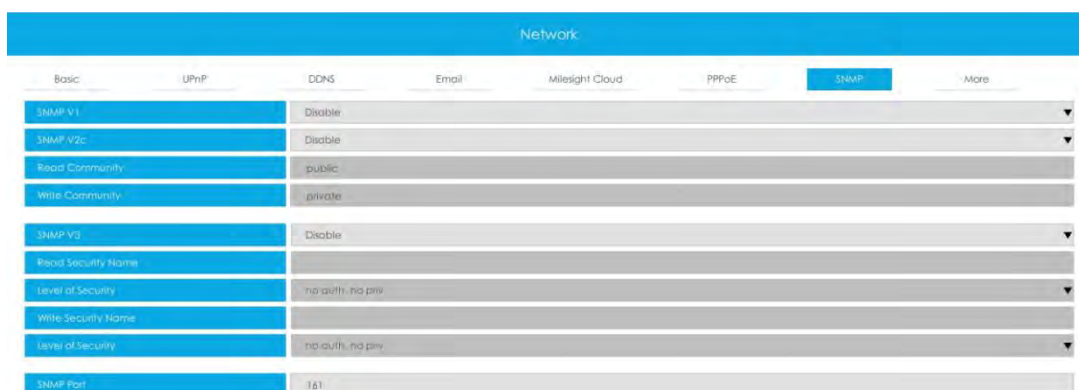 Network
Basic UPnP DDNS Email Milesight Cloud PPPoE SNMP More
SNMP V1 Disable
SNMP V2c Disable
Read Community public
Write Community private
SNMP V3 Disable
Read Security Name
Level of Security no auth, no priv
Write Security Name
Level of Security no auth, no priv
SNMP Port 161